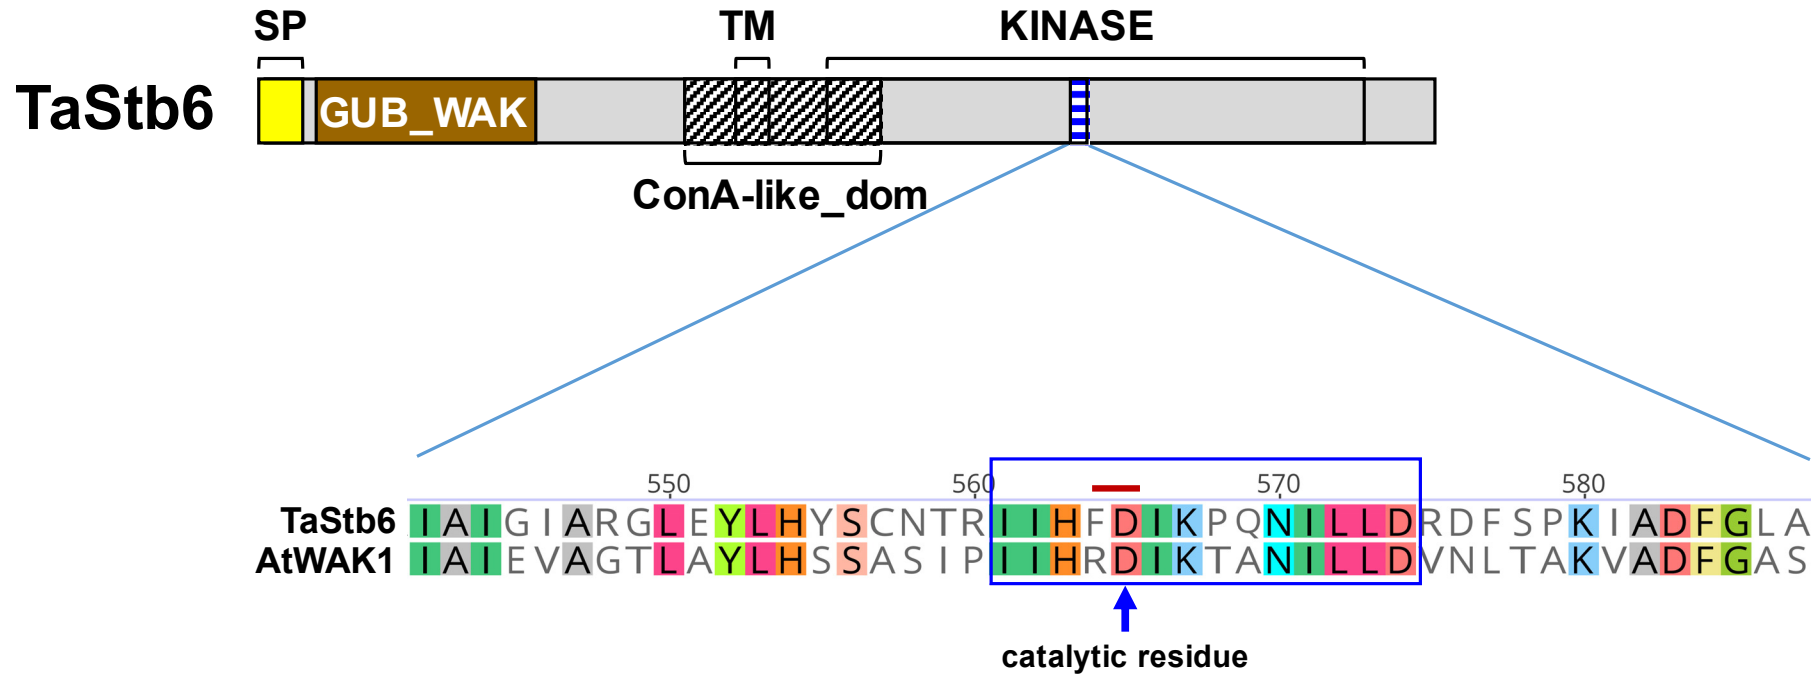 SP TM KINASE
TaStb6 GUB_WAK
ConA-like_dom
550 560 570 580
TaStb6 IAIGIARGLEYLHYSCNTRIIHFDIKPQNILLDRDFSPKIADFGLA
AtWAK1 IAIEVAGTLAYLHSSASIPIIHRDIKTANILLDVNLTAKVADFGAS
catalytic residue